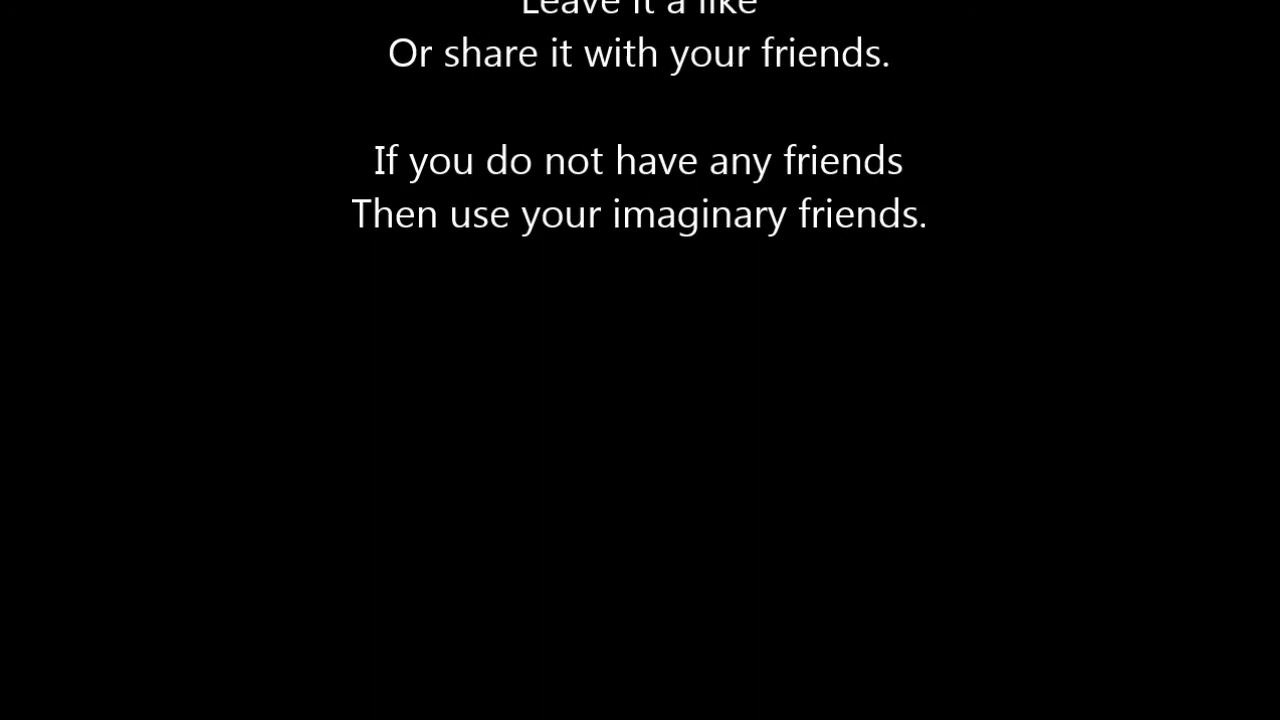 Leave it a like
Or share it with your friends.
If you do not have any friends
Then use your imaginary friends.